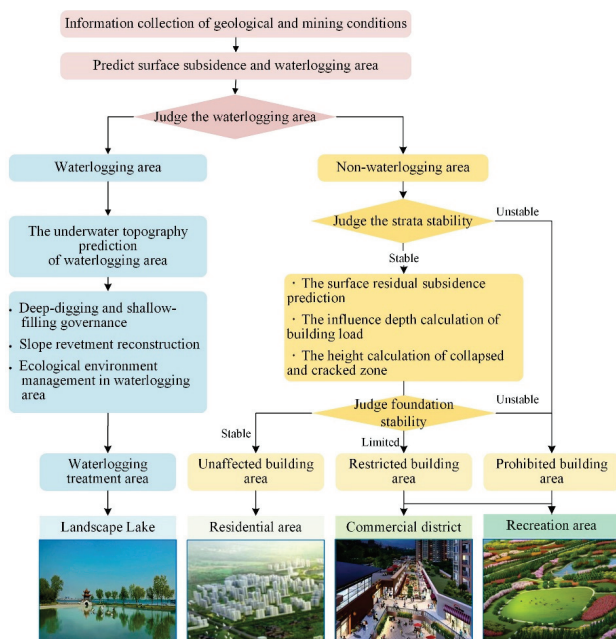 Information collection of geological and mining conditions
Predict surface subsidence and waterlogging area
Judge the waterlogging area
Waterlogging area
Non-waterlogging area
Judge the strata stability
Unstable
The underwater topography
prediction
of waterlogging area
Stable
· The surface residual subsidence
prediction
· The influence depth calculation of
building load
· The height calculation of collapsed
and cracked zone
• Deep-digging and shallow-
filling governance
• Slope revetment reconstruction
• Ecological environment
management in waterlogging
area
Judge foundation
stability
Unstable
Stable
Limited
Waterlogging
treatment area
Unaffected building
area
Restricted building
area
Prohibited building
area
Landscape Lake
Residential area
Commercial district
Recreation area